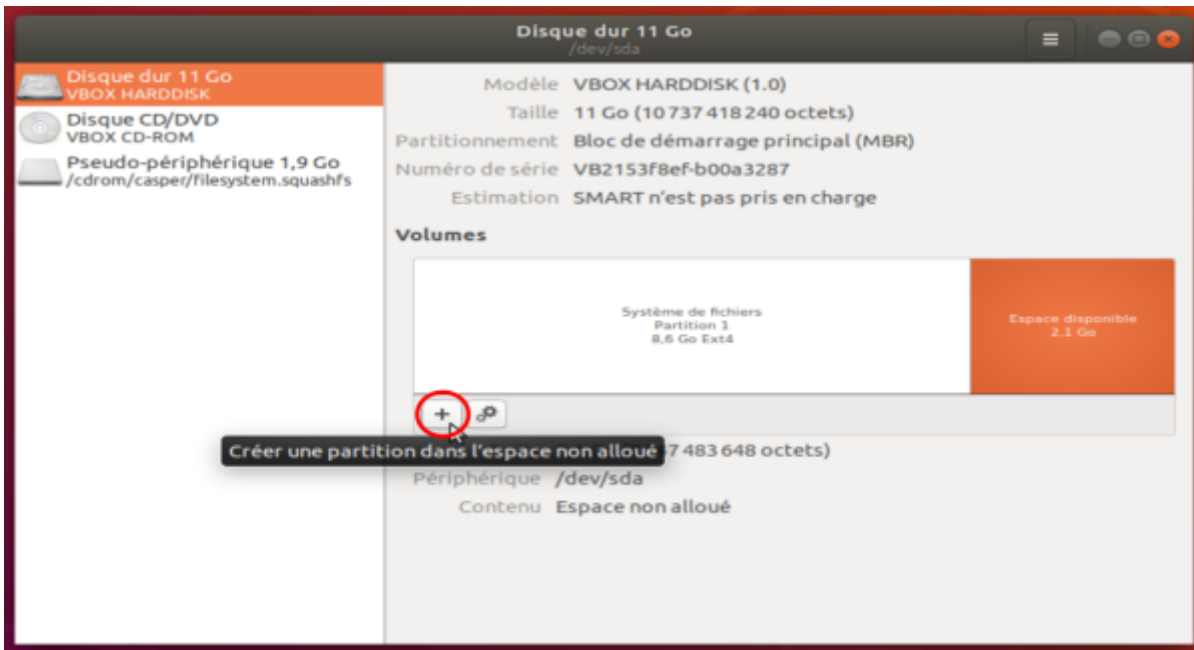 Disque dur 11 Go
/dev/sda
Disque dur 11 Go
VBOX HARDDISK
Disque CD/DVD
VBOX CD-ROM
Pseudo-périphérique 1,9 Go
/cdrom/casper/filesystem.squashfs
Modèle VBOX HARDDISK (1.0)
Taille 11 Go (10 737 418 240 octets)
Partitionnement Bloc de démarrage principal (MBR)
Numéro de série VB2153f8ef-b00a3287
Estimation SMART n'est pas pris en charge
Volumes
Système de fichiers
Partition 1
8,6 Go Ext4
Espace disponible
2,1 Go
Créer une partition dans l'espace non alloué 7 483 648 octets)
Périphérique /dev/sda
Contenu Espace non alloué